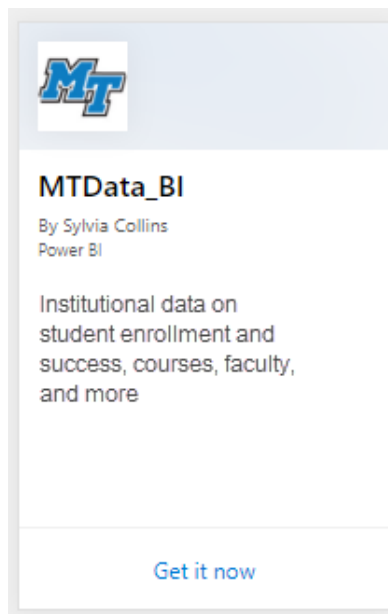 MT
MTData_BI
By Sylvia Collins
Power BI
Institutional data on
student enrollment and
success, courses, faculty,
and more
Get it now